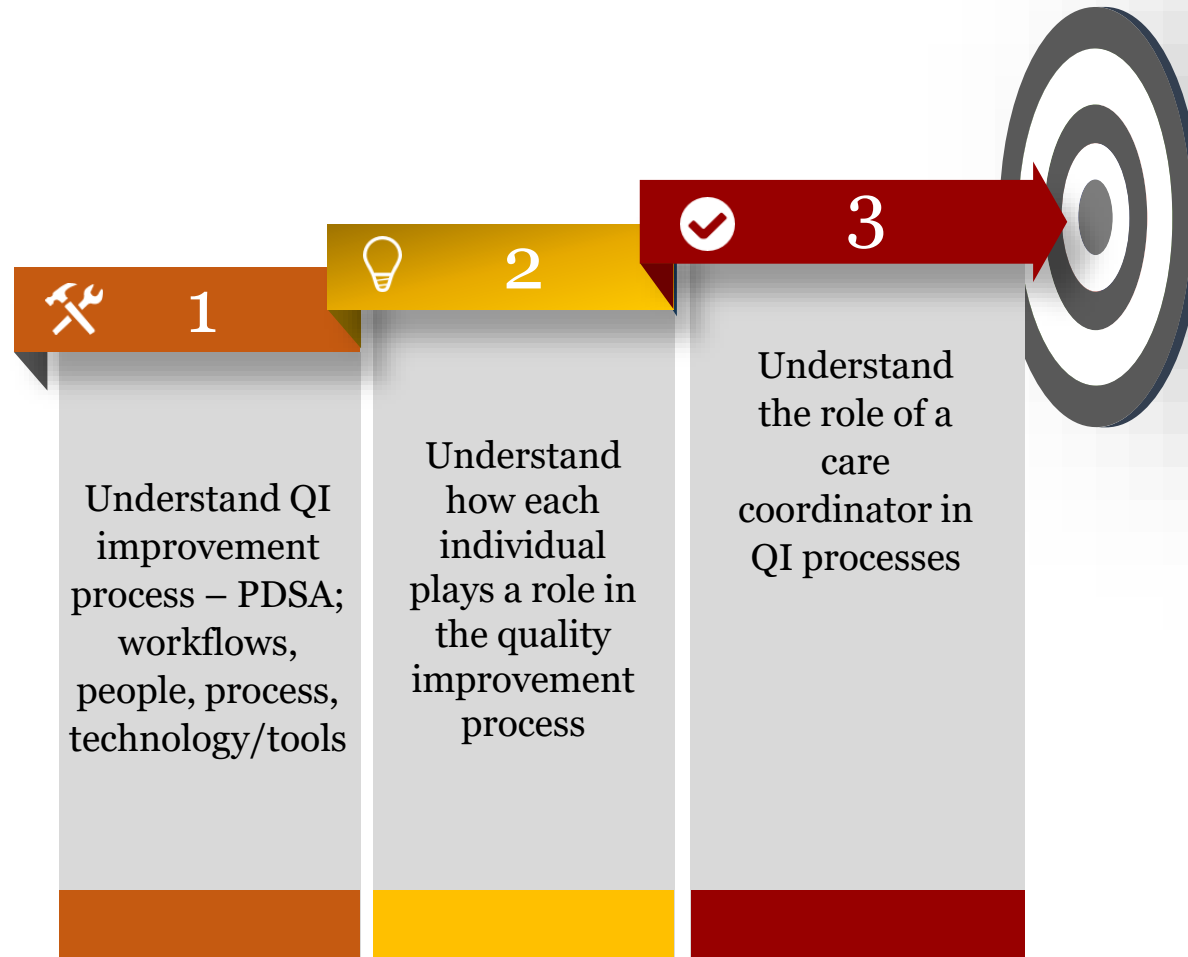 1
Understand QI
improvement
process – PDSA;
workflows,
people, process,
technology/tools
2
Understand
how each
individual
plays a role in
the quality
improvement
process
3
Understand
the role of a
care
coordinator in
QI processes